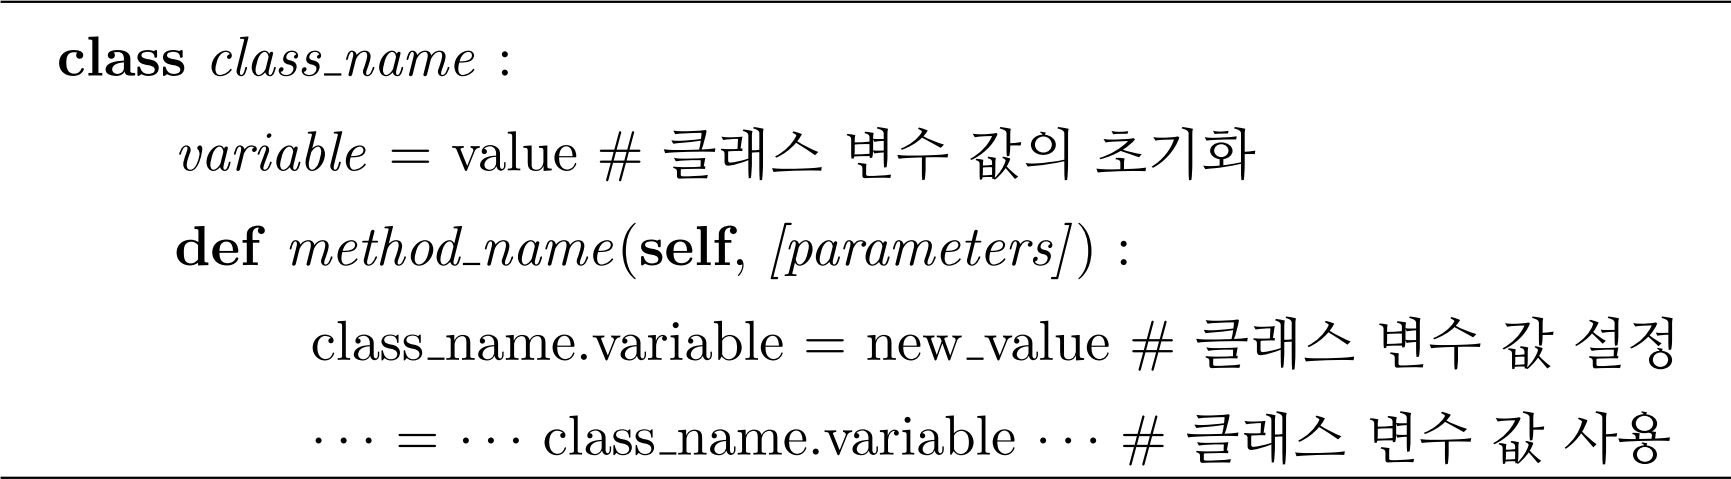 class class_name :
variable = value # 클래스 변수 값의 초기화
def method_name(self, [parameters]) :
class_name.variable = new_value # 클래스 변수 값 설정
··· = ··· class_name.variable ··· # 클래스 변수 값 사용